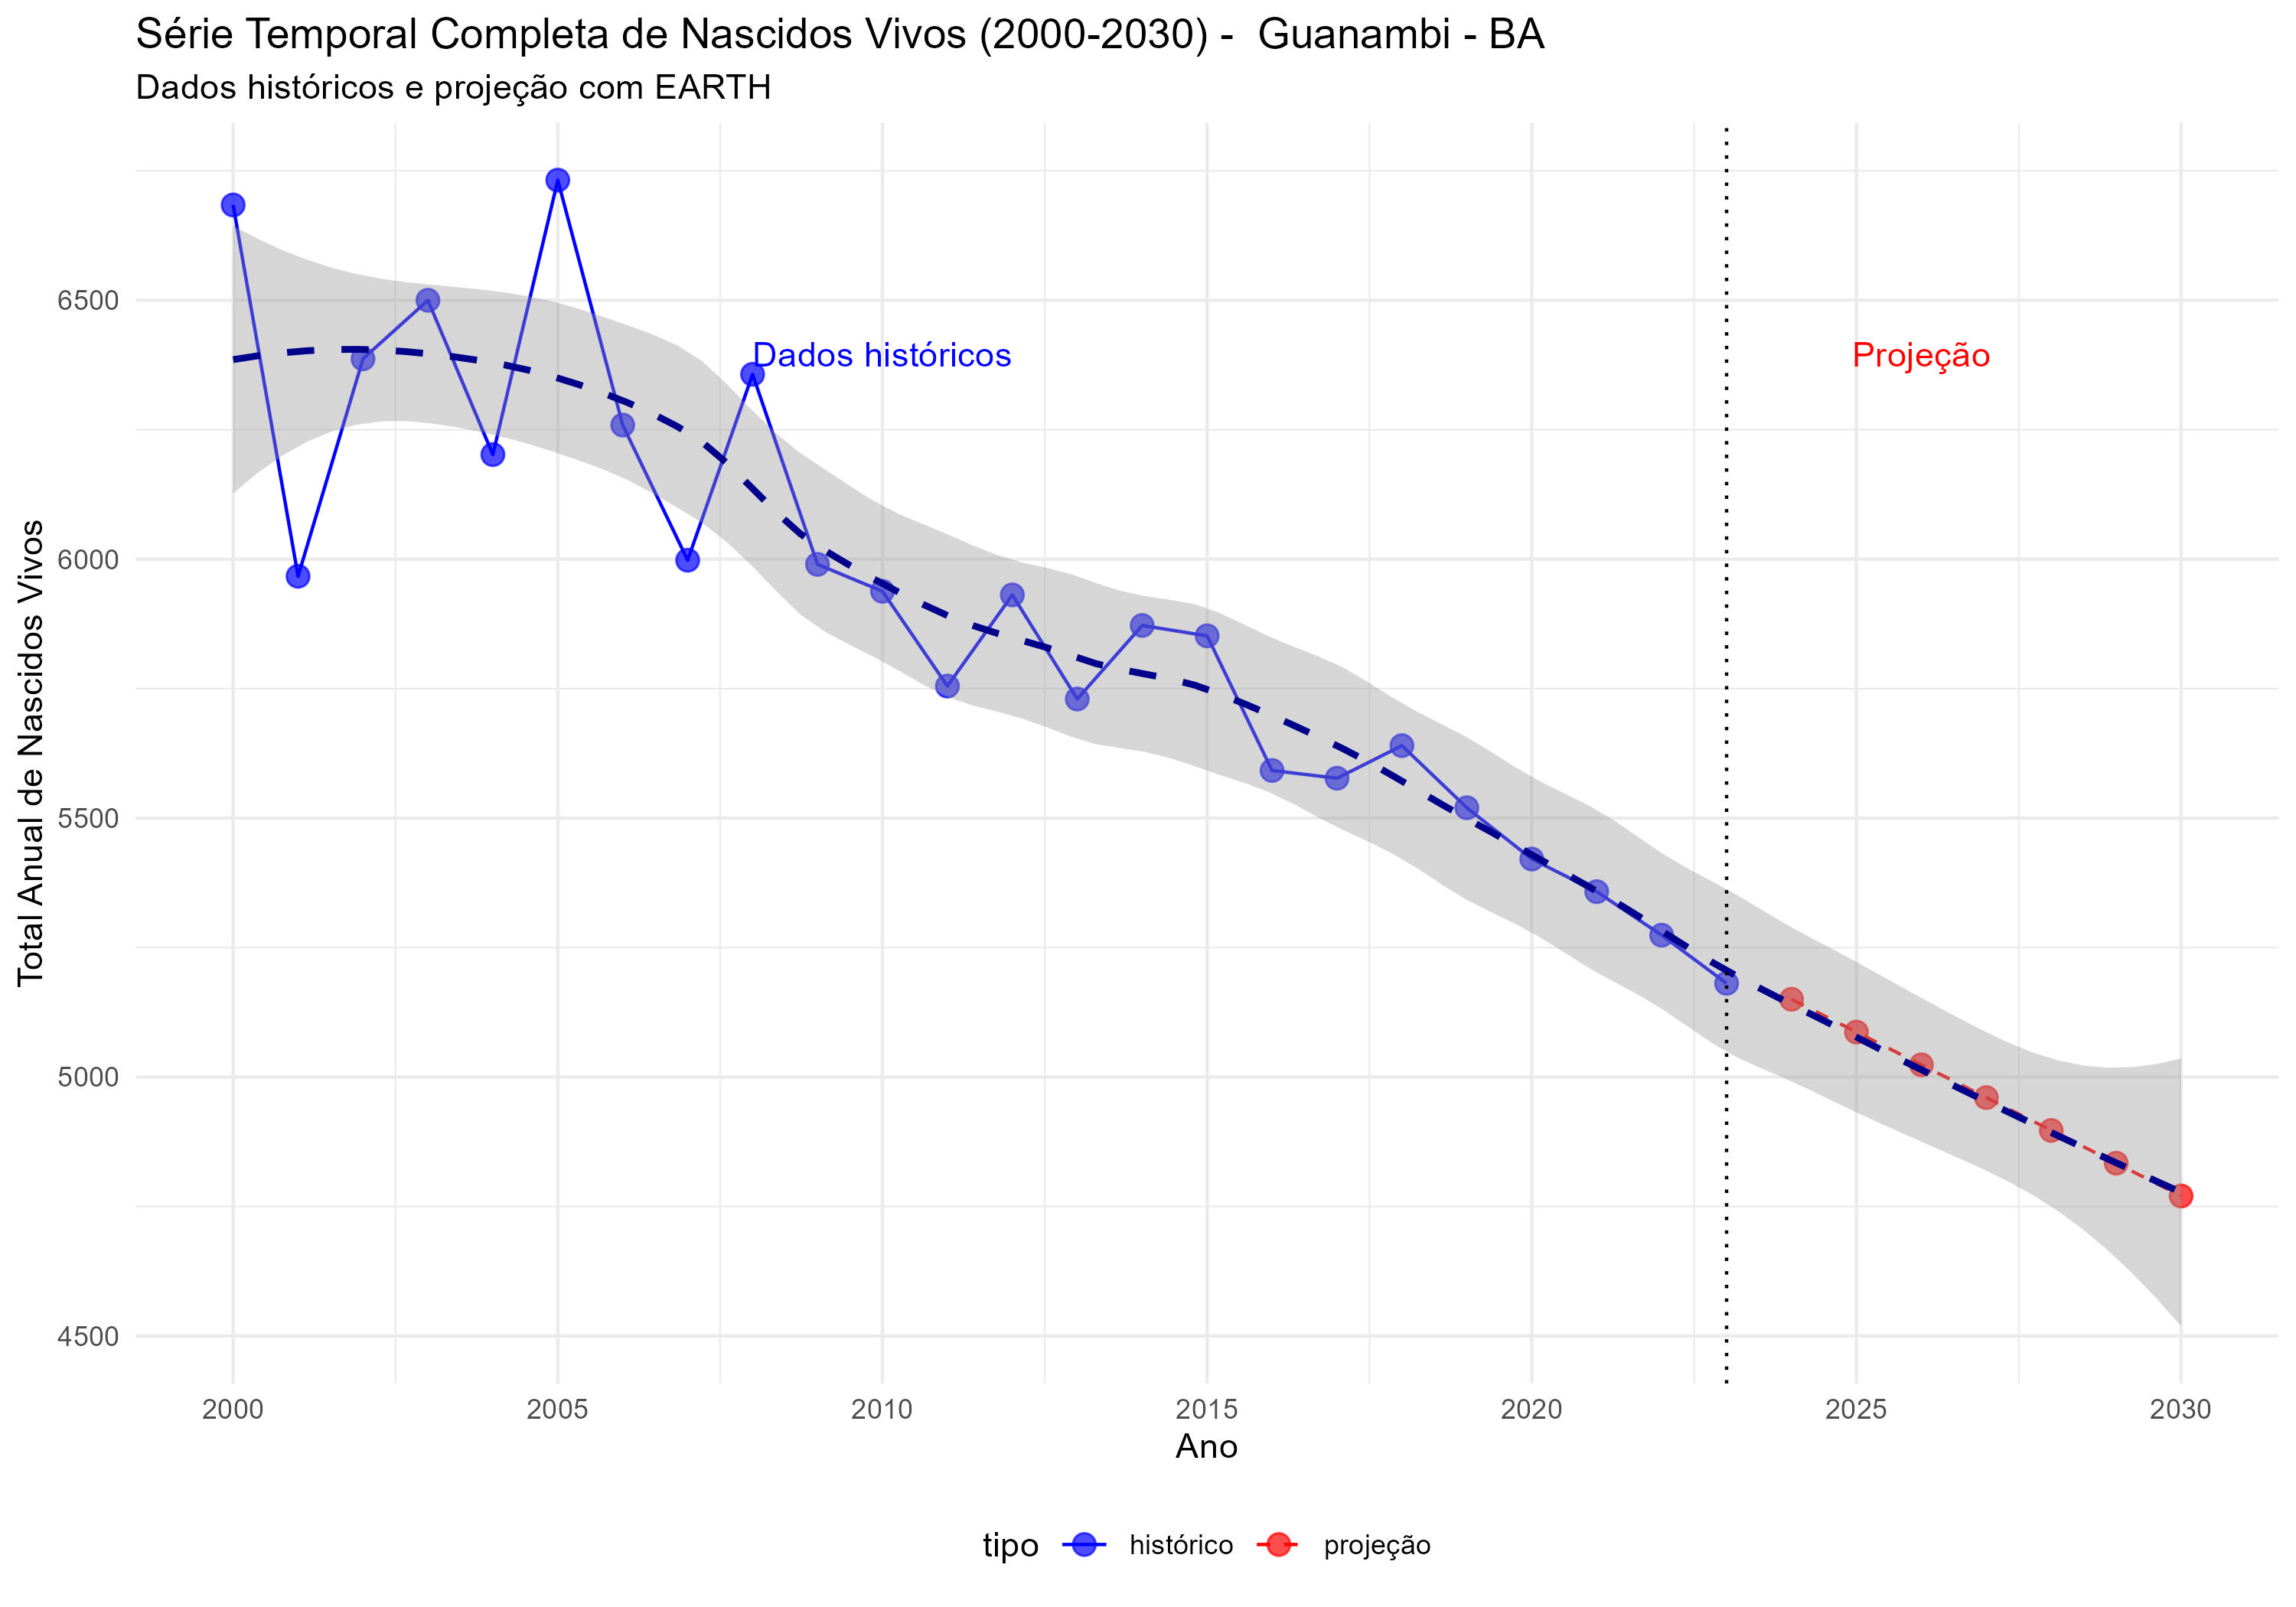 Série Temporal Completa de Nascidos Vivos (2000-2030) -  Guanambi - BA
Dados históricos e projeção com EARTH
Total Anual de Nascidos Vivos
6500
6000
5500
5000
4500
Dados históricos
Projeção
2000 2005 2010 2015 2020 2025 2030
Ano
tipo histórico projeção